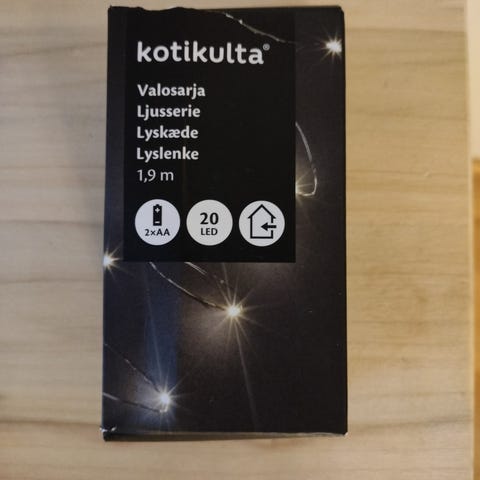 kotikulta®
Valosarja
Ljusserie
Lyskæde
Lyslenke
1,9 m
2×AA
20
LED